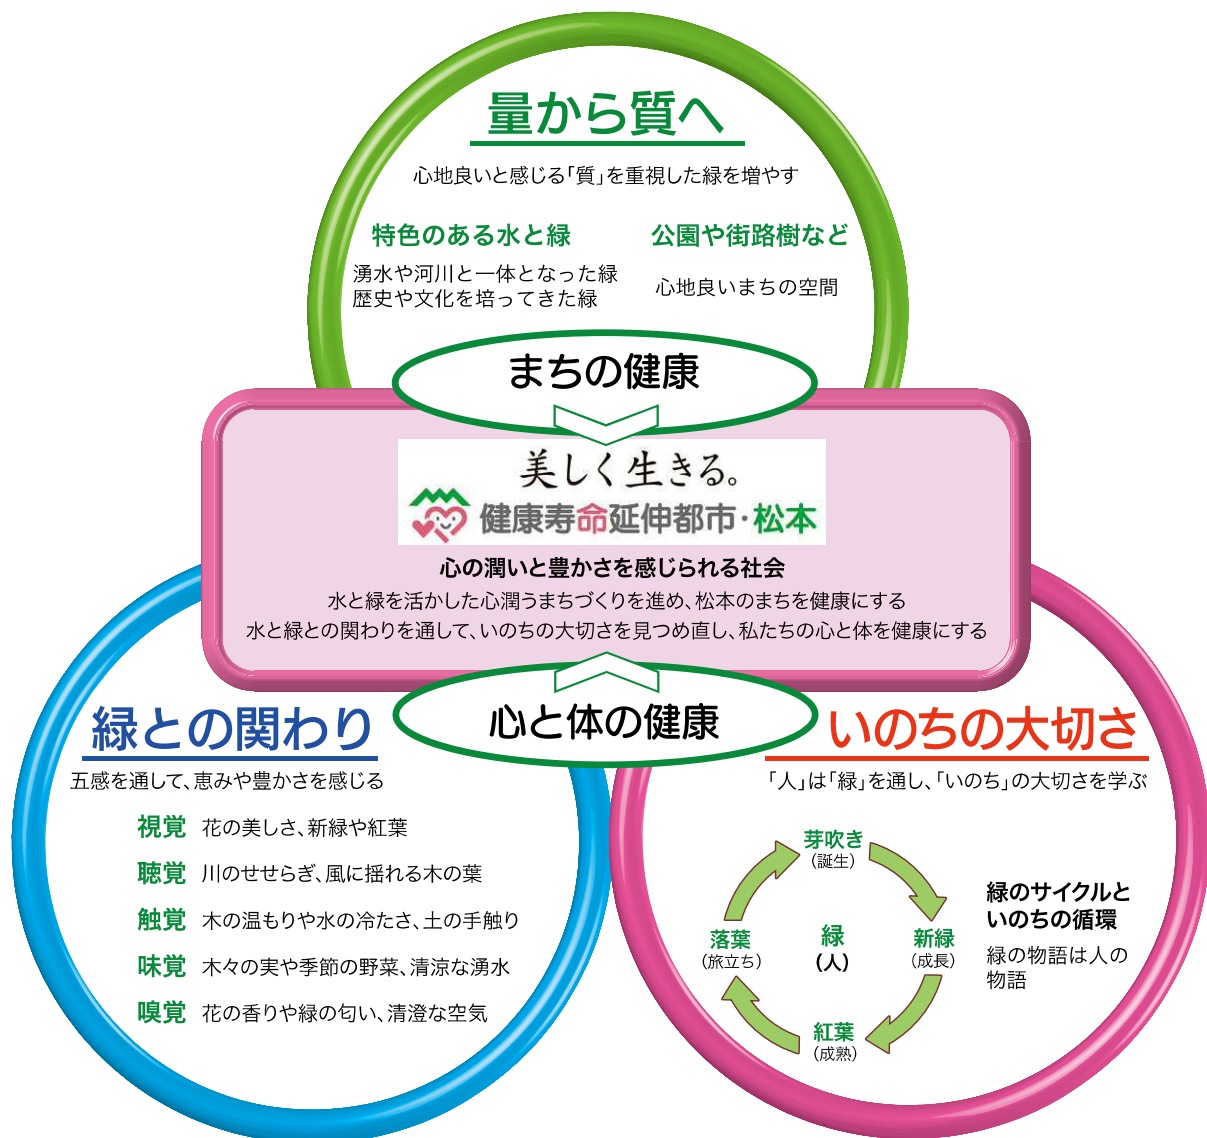 量から質へ
心地良いと感じる「質」を重視した緑を増やす
特色のある水と緑
湧水や河川と一体となった緑
歴史や文化を培ってきた緑
公園や街路樹など
心地良いまちの空間
まちの健康
美しく生きる。
健康寿命延伸都市・松本
心の潤いと豊かさを感じられる社会
水と緑を活かした心潤うまちづくりを進め、松本のまちを健康にする
水と緑との関わりを通して、いのちの大切さを見つめ直し、私たちの心と体を健康にする
心と体の健康
緑との関わり
五感を通して、恵みや豊かさを感じる
視覚 花の美しさ、新緑や紅葉
聴覚 川のせせらぎ、風に揺れる木の葉
触覚 木の温もりや水の冷たさ、土の手触り
味覚 木々の実や季節の野菜、清涼な湧水
嗅覚 花の香りや緑の匂い、清澄な空気
いのちの大切さ
「人」は「緑」を通し、「いのち」の大切さを学ぶ
芽吹き
（誕生）
新緑
（成長）
紅葉
（成熟）
落葉
（旅立ち）
緑
（人）
緑のサイクルと
いのちの循環
緑の物語は人の
物語